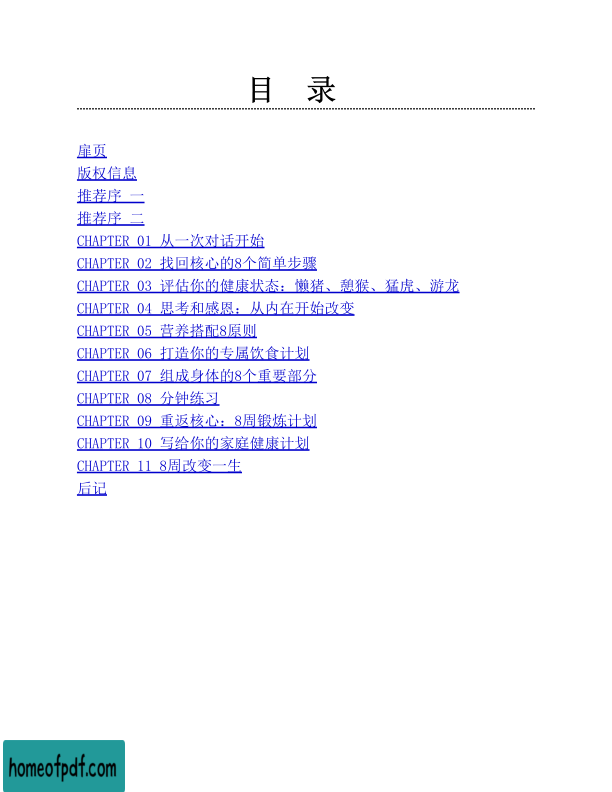 目 录
扉页
版权信息
推荐序 一
推荐序 二
CHAPTER 01 从一次对话开始
CHAPTER 02 找回核心的8个简单步骤
CHAPTER 03 评估你的健康状态：懒猪、憩猴、猛虎、游龙
CHAPTER 04 思考和感恩：从内在开始改变
CHAPTER 05 营养搭配8原则
CHAPTER 06 打造你的专属饮食计划
CHAPTER 07 组成身体的8个重要部分
CHAPTER 08 分钟练习
CHAPTER 09 重返核心：8周锻炼计划
CHAPTER 10 写给你的家庭健康计划
CHAPTER 11 8周改变一生
后记
homeofpdf.com